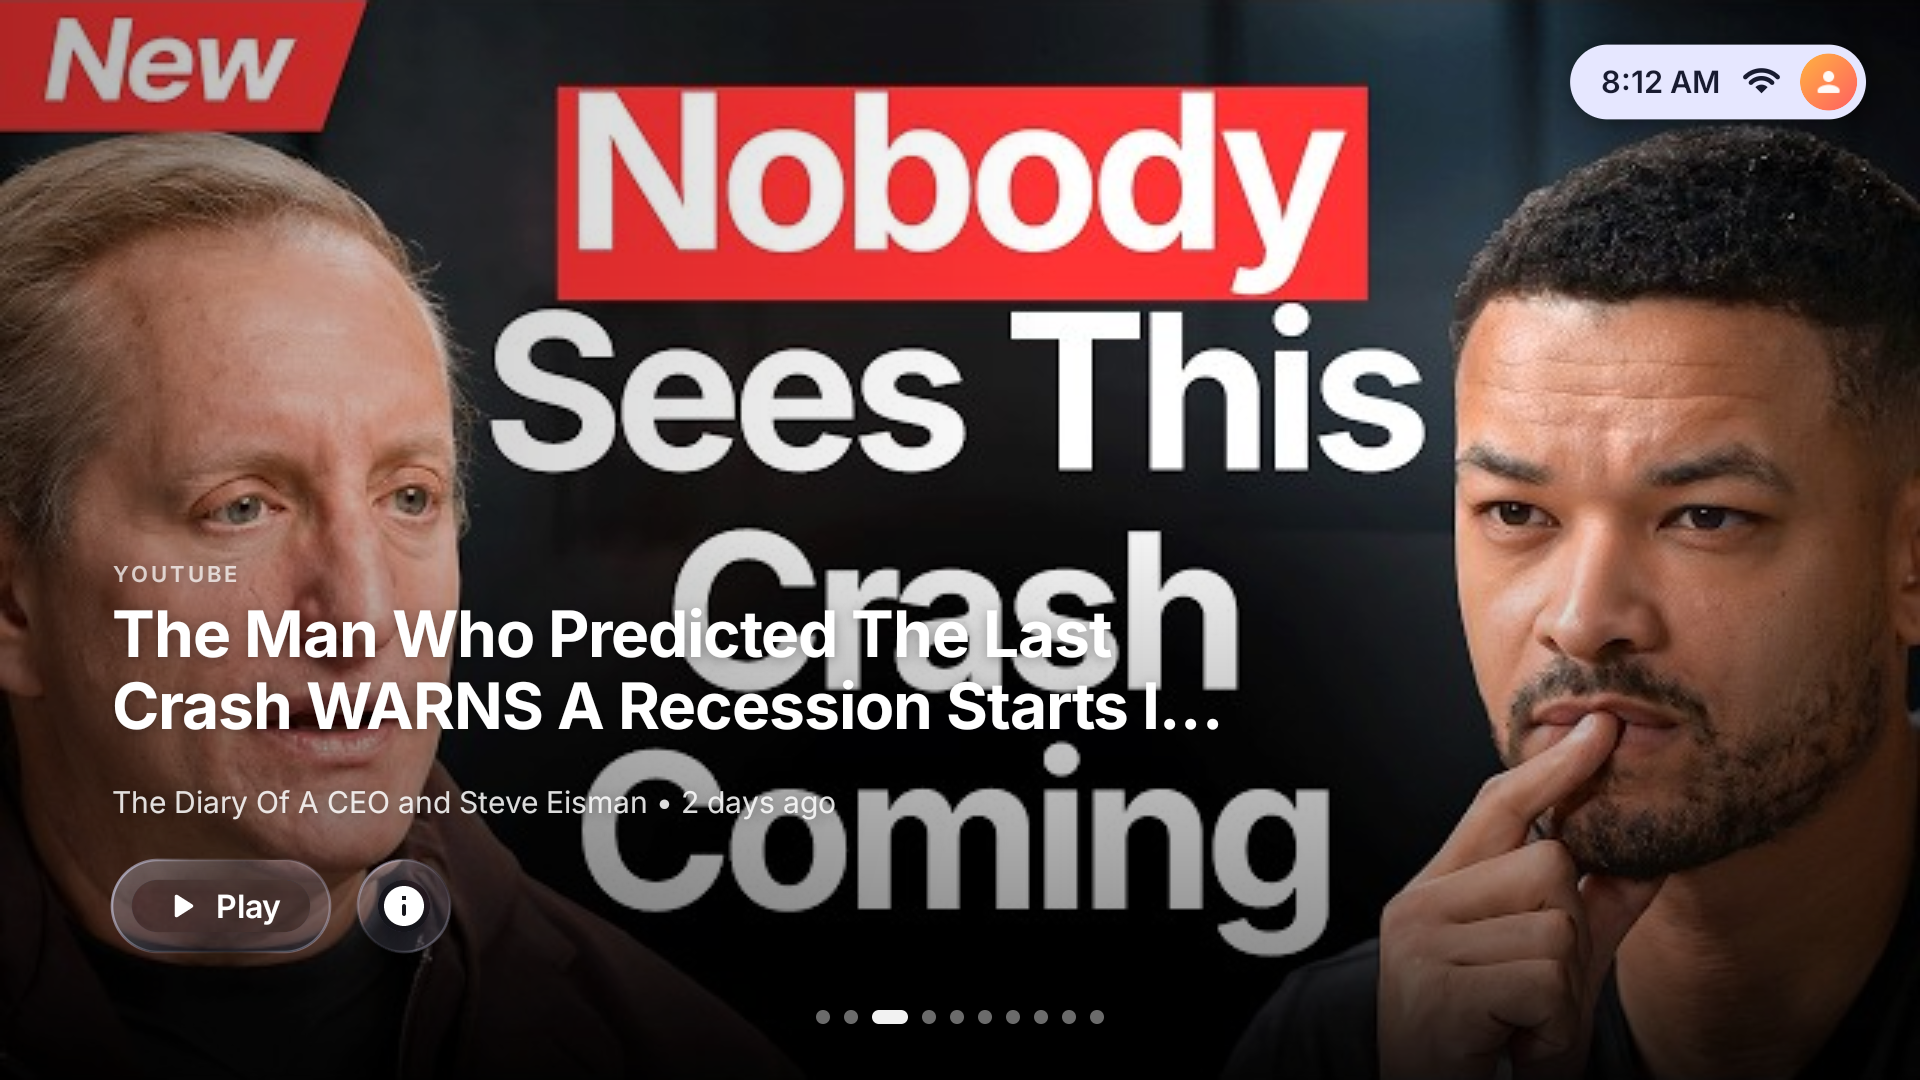 New
8:12 AM
Nobody
Sees This
Crash
Coming
YOUTUBE
The Man Who Predicted The Last
Crash WARNS A Recession Starts I...
The Diary Of A CEO and Steve Eisman • 2 days ago
Play